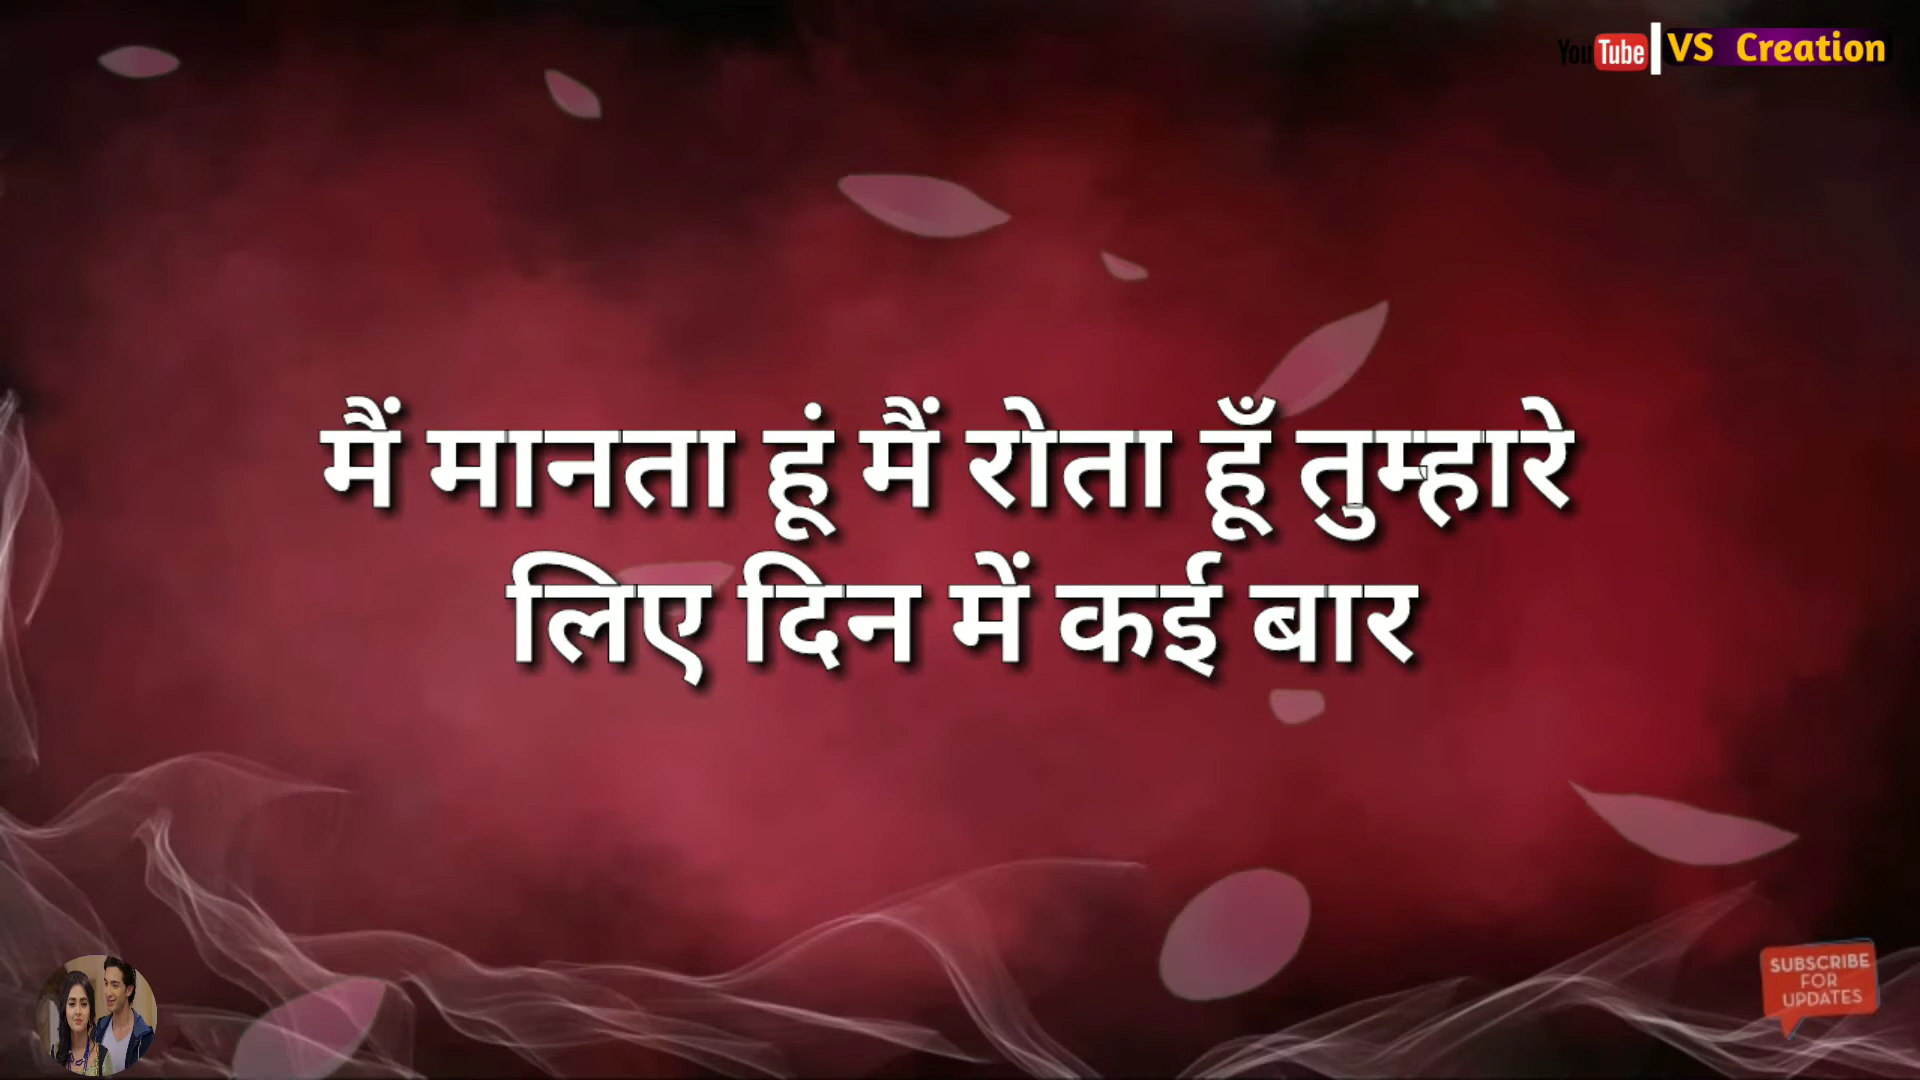 YouTube VS Creation
मैं मानता हूं मैं रोता हूँ तुम्हारे
लिए दिन में कई बार
SUBSCRIBE
FOR
UPDATES